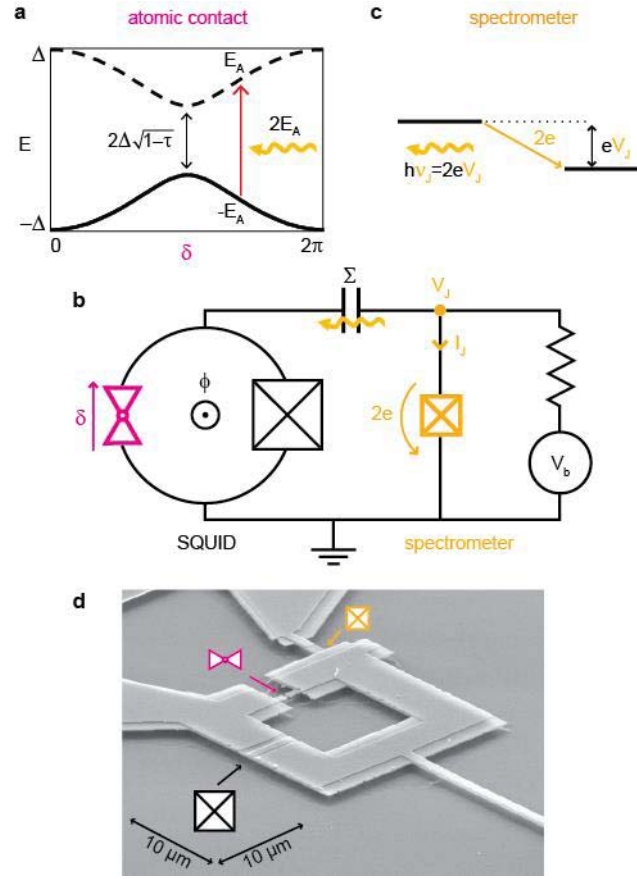 a
atomic contact
Δ
E
−Δ
0
δ
2π
E_A
2Δ√1−τ
2E_A
-E_A
c
spectrometer
2e
eV_J
hν_J=2eV_J
b
Σ
V_J
I_J
δ
ϕ
2e
V_b
SQUID
spectrometer
d
10 µm
10 µm